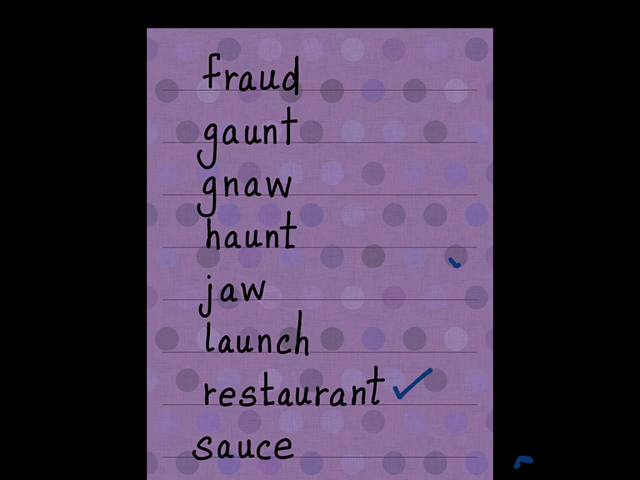 fraud
gaunt
gnaw
haunt
jaw
launch
restaurant ✓
sauce